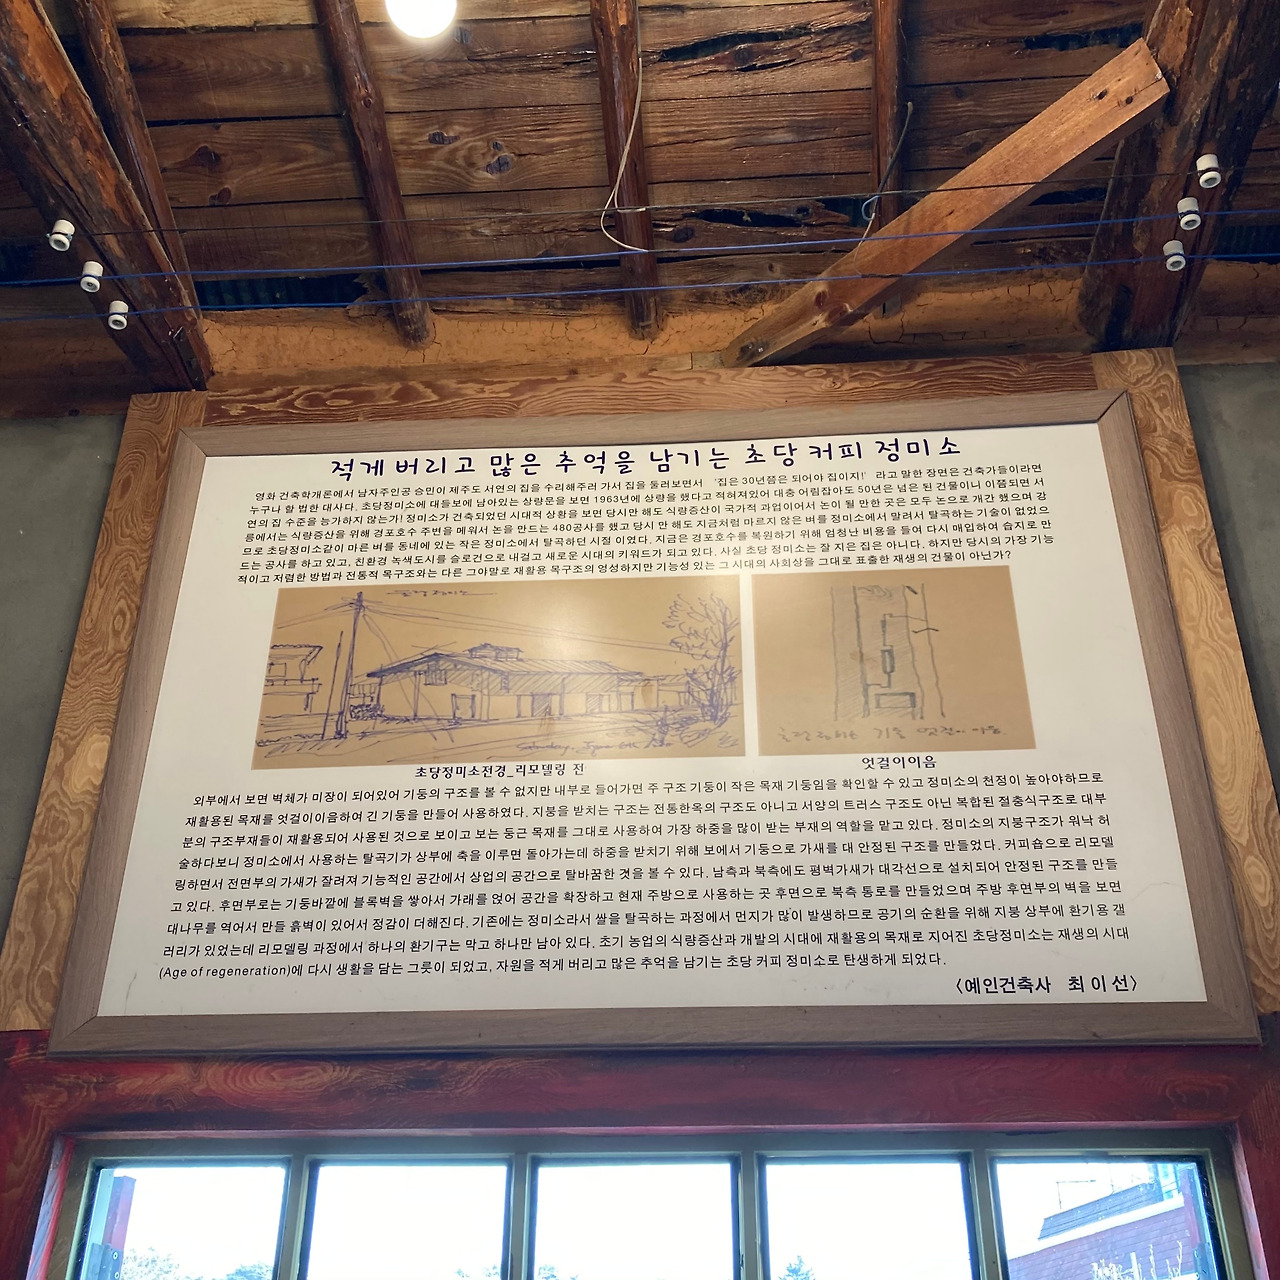 적게 버리고 많은 추억을 남기는 초당 커피 정미소
영화 건축학개론에서 남자주인공 승민이 제주도 서연의 집을 수리해주러 가서 집을 둘러보면서 '집은 30년쯤은 되어야 집이지!' 라고 말한 장면은 건축가들이라면
누구나 할 법한 대사다. 초당정미소에 대들보에 남아있는 상량문을 보면 1963년에 상량을 했다고 적혀져있어 대충 어림잡아도 50년은 넘은 된 건물이니 이쯤되면 서
연의 집 수준을 능가하지 않는가! 정미소가 건축되었던 시대적 상황을 보면 당시만 해도 식량증산이 국가적 과업이어서 논이 될 만한 곳은 모두 논으로 개간 했으며 강
릉에서는 식량증산을 위해 경포호수 주변을 메워서 논을 만드는 480공사를 했고 당시 만 해도 지금처럼 마르지 않은 벼를 정미소에서 말려서 탈곡하는 기술이 없었으
므로 초당정미소같이 마른 벼를 동네에 있는 작은 정미소에서 탈곡하던 시절 이였다. 지금은 경포호수를 복원하기 위해 엄청난 비용을 들여 다시 매입하여 습지로 만
드는 공사를 하고 있고, 친환경 녹색도시를 슬로건으로 내걸고 새로운 시대의 키워드가 되고 있다. 사실 초당 정미소는 잘 지은 집은 아니다. 하지만 당시의 가장 기능
적이고 저렴한 방법과 전통적 목구조와는 다른 그야말로 재활용 목구조의 엉성하지만 기능성 있는 그 시대의 사회상을 그대로 표출한 재생의 건물이 아닌가?
초당정미소전경_리모델링 전
엇걸이이음
외부에서 보면 벽체가 미장이 되어있어 기둥의 구조를 볼 수 없지만 내부로 들어가면 주 구조 기둥이 작은 목재 기둥임을 확인할 수 있고 정미소의 천정이 높아야하므로
재활용된 목재를 엇걸이이음하여 긴 기둥을 만들어 사용하였다. 지붕을 받치는 구조는 전통한옥의 구조도 아니고 서양의 트러스 구조도 아닌 복합된 절충식구조로 대부
분의 구조부재들이 재활용되어 사용된 것으로 보이고 보는 둥근 목재를 그대로 사용하여 가장 하중을 많이 받는 부재의 역할을 맡고 있다. 정미소의 지붕구조가 워낙 허
술하다보니 정미소에서 사용하는 탈곡기가 상부에 축을 이루면 돌아가는데 하중을 받치기 위해 보에서 기둥으로 가새를 대 안정된 구조를 만들었다. 커피숍으로 리모델
링하면서 전면부의 가새가 잘려져 기능적인 공간에서 상업의 공간으로 탈바꿈한 것을 볼 수 있다. 남측과 북측에도 평벽가새가 대각선으로 설치되어 안정된 구조를 만들
고 있다. 후면부로는 기둥바깥에 블록벽을 쌓아서 가래를 얹어 공간을 확장하고 현재 주방으로 사용하는 곳 후면으로 북측 통로를 만들었으며 주방 후면부의 벽을 보면
대나무를 엮어서 만들 흙벽이 있어서 정감이 더해진다. 기존에는 정미소라서 쌀을 탈곡하는 과정에서 먼지가 많이 발생하므로 공기의 순환을 위해 지붕 상부에 환기용 갤
러리가 있었는데 리모델링 과정에서 하나의 환기구는 막고 하나만 남아 있다. 초기 농업의 식량증산과 개발의 시대에 재활용의 목재로 지어진 초당정미소는 재생의 시대
(Age of regeneration)에 다시 생활을 담는 그릇이 되었고, 자원을 적게 버리고 많은 추억을 남기는 초당 커피 정미소로 탄생하게 되었다.
〈예인건축사 최이선〉